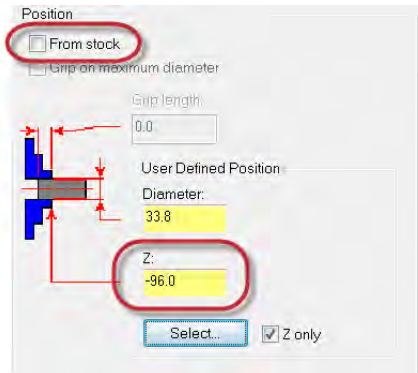 Position
From stock
Grip on maximum diameter
Grip length:
0.0
User Defined Position
Diameter:
33.8
Z:
-96.0
Select...
Z only